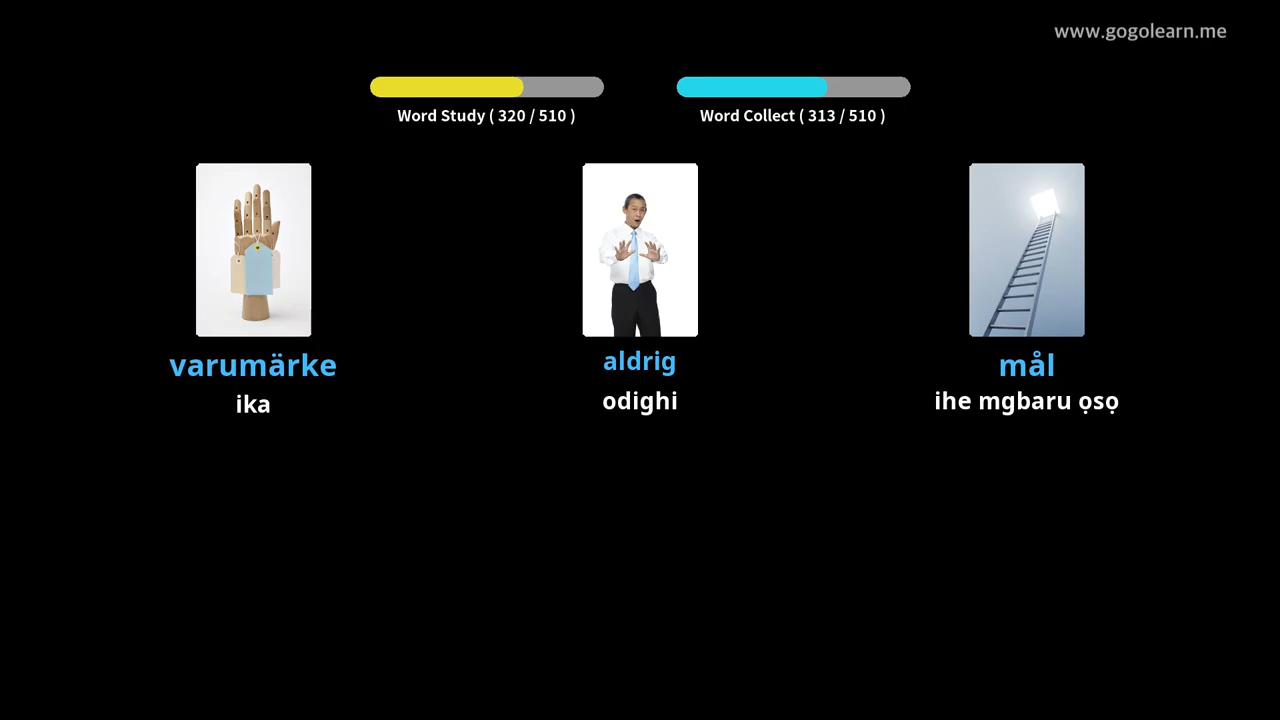 www.gogolearn.me
Word Study ( 320 / 510 )
Word Collect ( 313 / 510 )
varumärke
ika
aldrig
odighi
mål
ihe mgbaru ọsọ